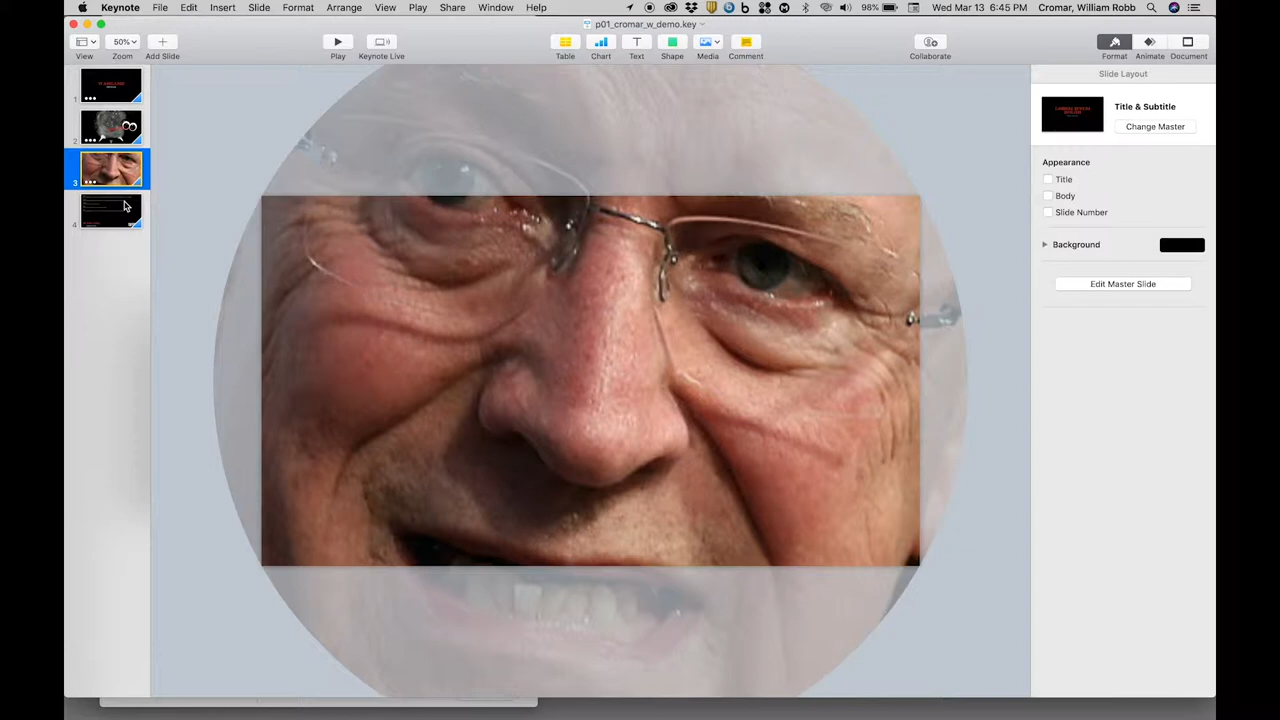 Keynote File Edit Insert Slide Format Arrange View Play Share Window Help 98% Wed Mar 13 6:45 PM Cromar, William Robb
p01_cromar_w_demo.key
50%
View Zoom Add Slide Play Keynote Live Table Chart Text Shape Media Comment Collaborate Format Animate Document
Slide Layout
Title & Subtitle
Change Master
Appearance
Title
Body
Slide Number
Background
Edit Master Slide
1
2
3
4